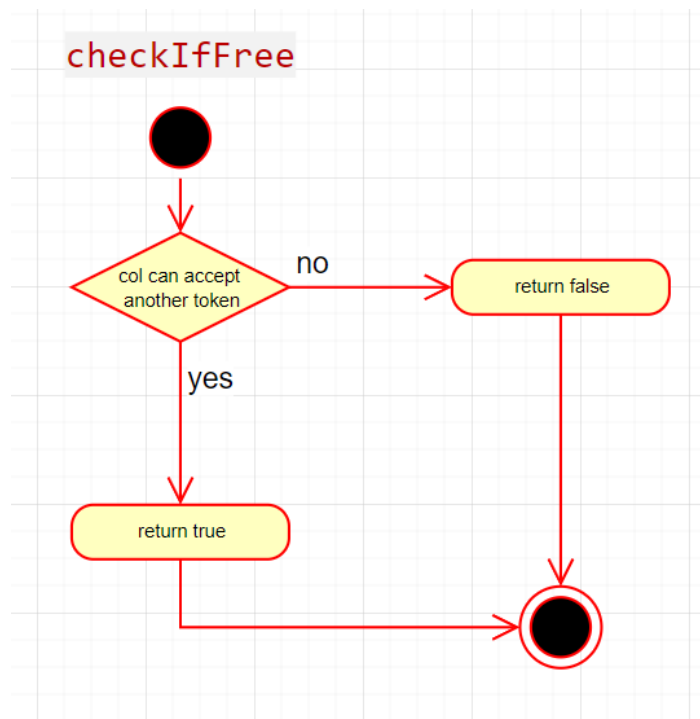 checkIfFree
col can accept
another token
no
return false
yes
return true